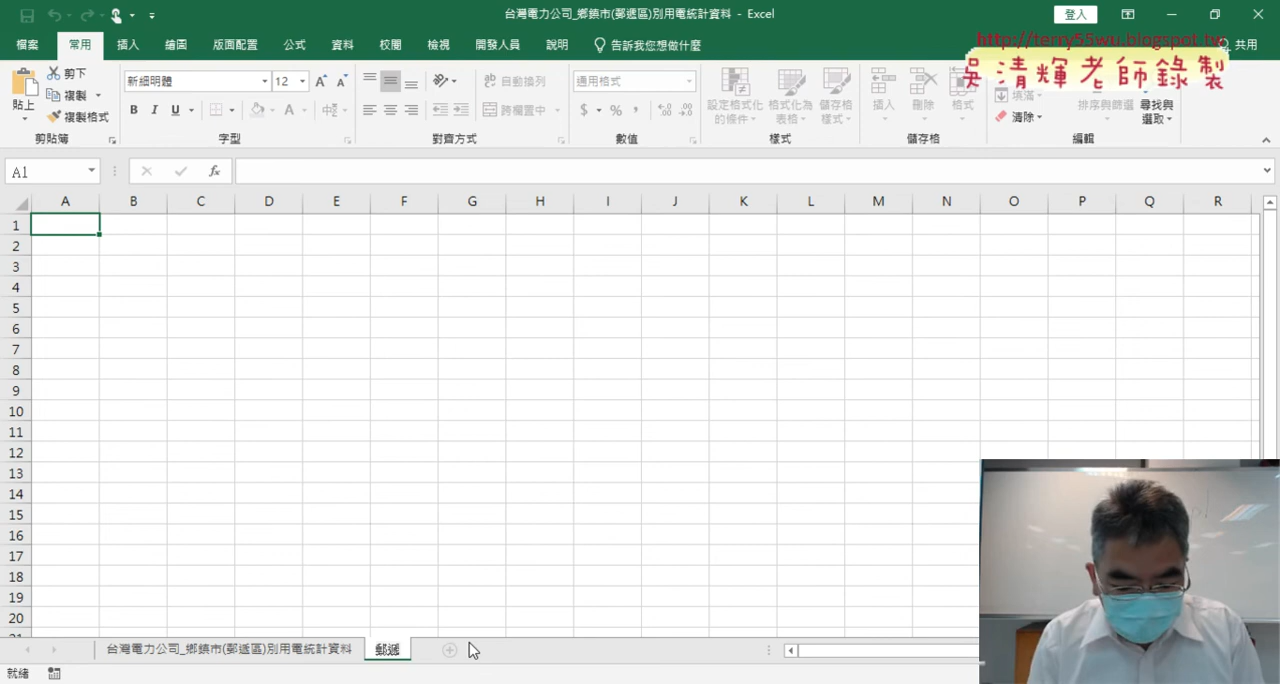 台灣電力公司_鄉鎮市(郵遞區)別用電統計資料 - Excel
登入
檔案 常用 插入 繪圖 版面配置 公式 資料 校閱 檢視 開發人員 說明 告訴我您想做什麼 共用
http://terry55wu.blogspot.tw
吳清輝老師錄製
貼上
剪下
複製
複製格式
剪貼簿
新細明體 12
B I U
中
字型
ab 自動換列
跨欄置中
對齊方式
通用格式
$ % ,
數值
設定格式化的條件
格式化為表格
儲存格樣式
樣式
插入 刪除 格式
儲存格
填滿
清除
排序與篩選
尋找與選取
編輯
A1
fx
A B C D E F G H I J K L M N O P Q R
1
2
3
4
5
6
7
8
9
10
11
12
13
14
15
16
17
18
19
20
21
台灣電力公司_鄉鎮市(郵遞區)別用電統計資料 郵遞
就緒